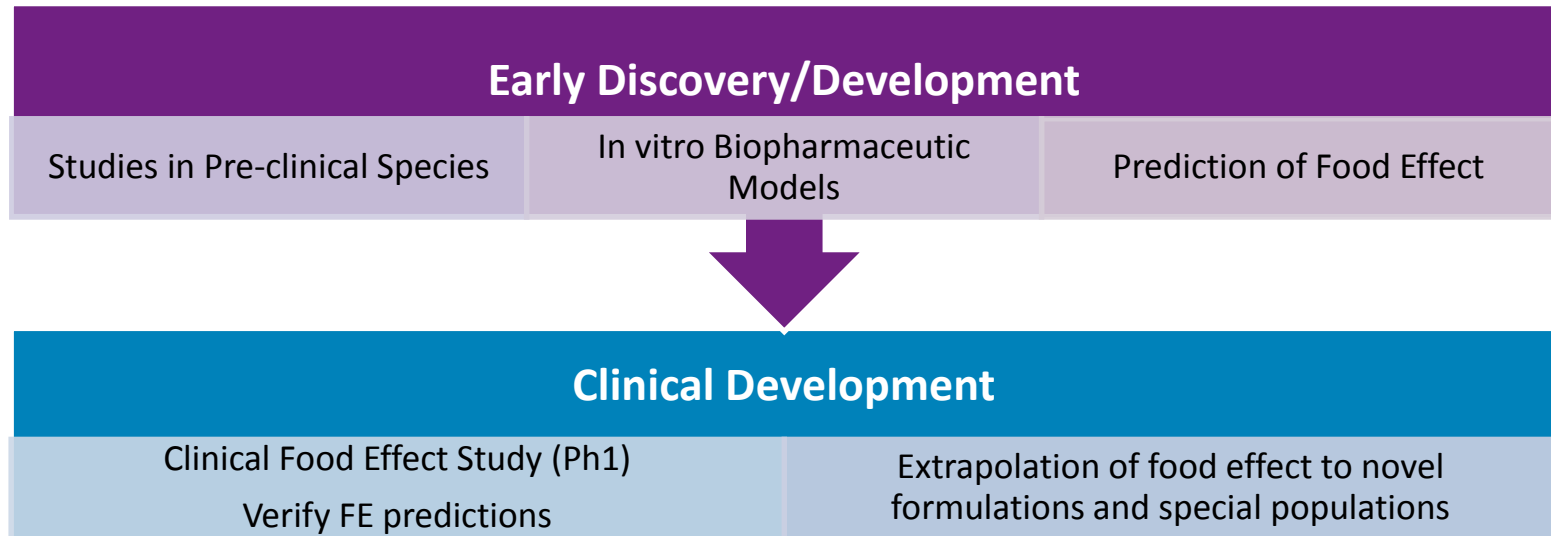 Early Discovery/Development
Studies in Pre-clinical Species
In vitro Biopharmaceutic
Models
Prediction of Food Effect
Clinical Development
Clinical Food Effect Study (Ph1)
Verify FE predictions
Extrapolation of food effect to novel
formulations and special populations